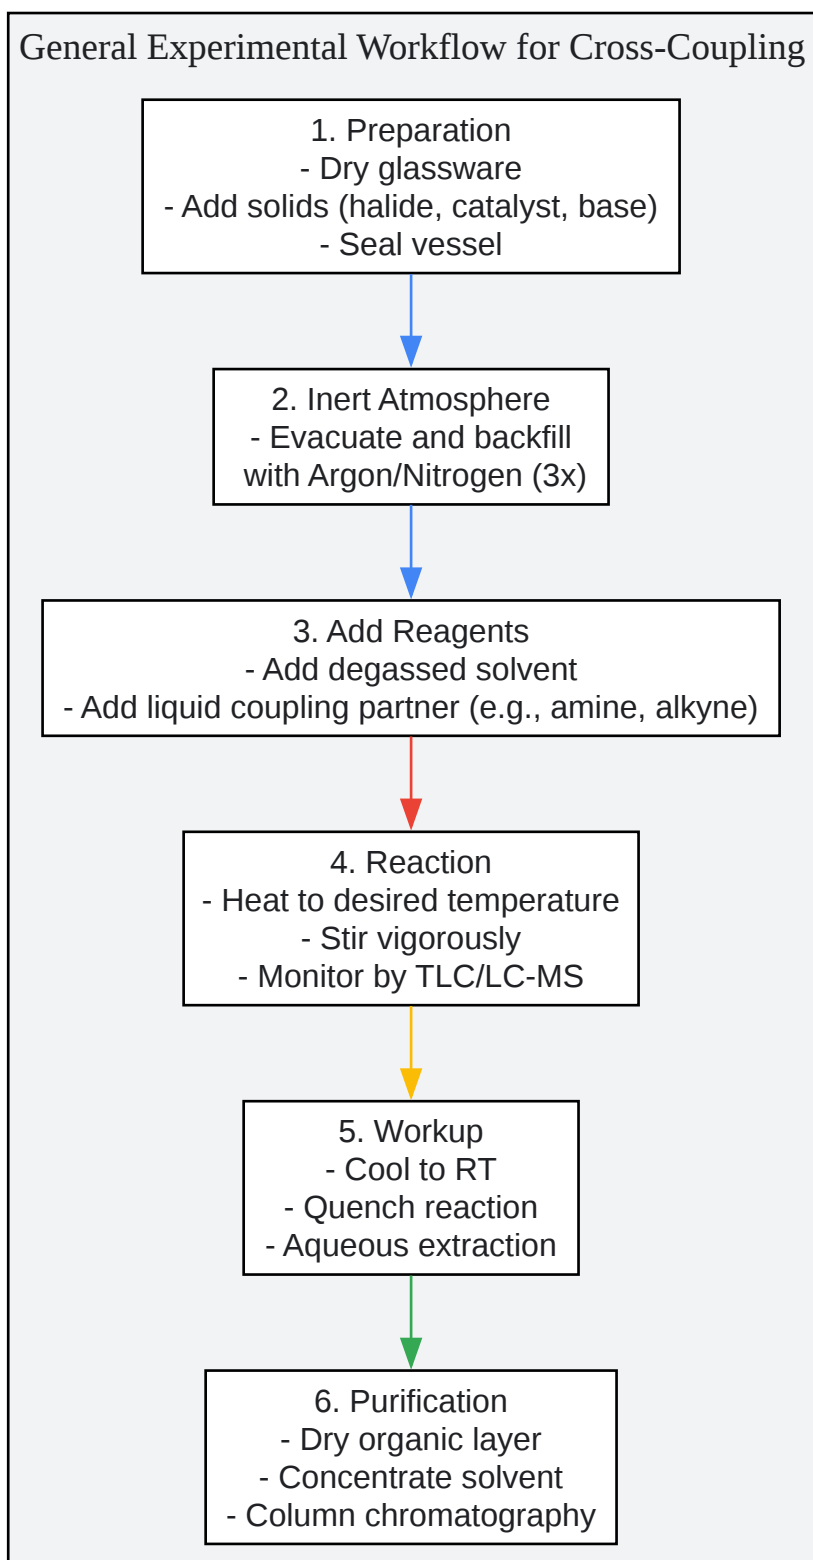 General Experimental Workflow for Cross-Coupling
1. Preparation
- Dry glassware
- Add solids (halide, catalyst, base)
- Seal vessel
2. Inert Atmosphere
- Evacuate and backfill
with Argon/Nitrogen (3x)
3. Add Reagents
- Add degassed solvent
- Add liquid coupling partner (e.g., amine, alkyne)
4. Reaction
- Heat to desired temperature
- Stir vigorously
- Monitor by TLC/LC-MS
5. Workup
- Cool to RT
- Quench reaction
- Aqueous extraction
6. Purification
- Dry organic layer
- Concentrate solvent
- Column chromatography